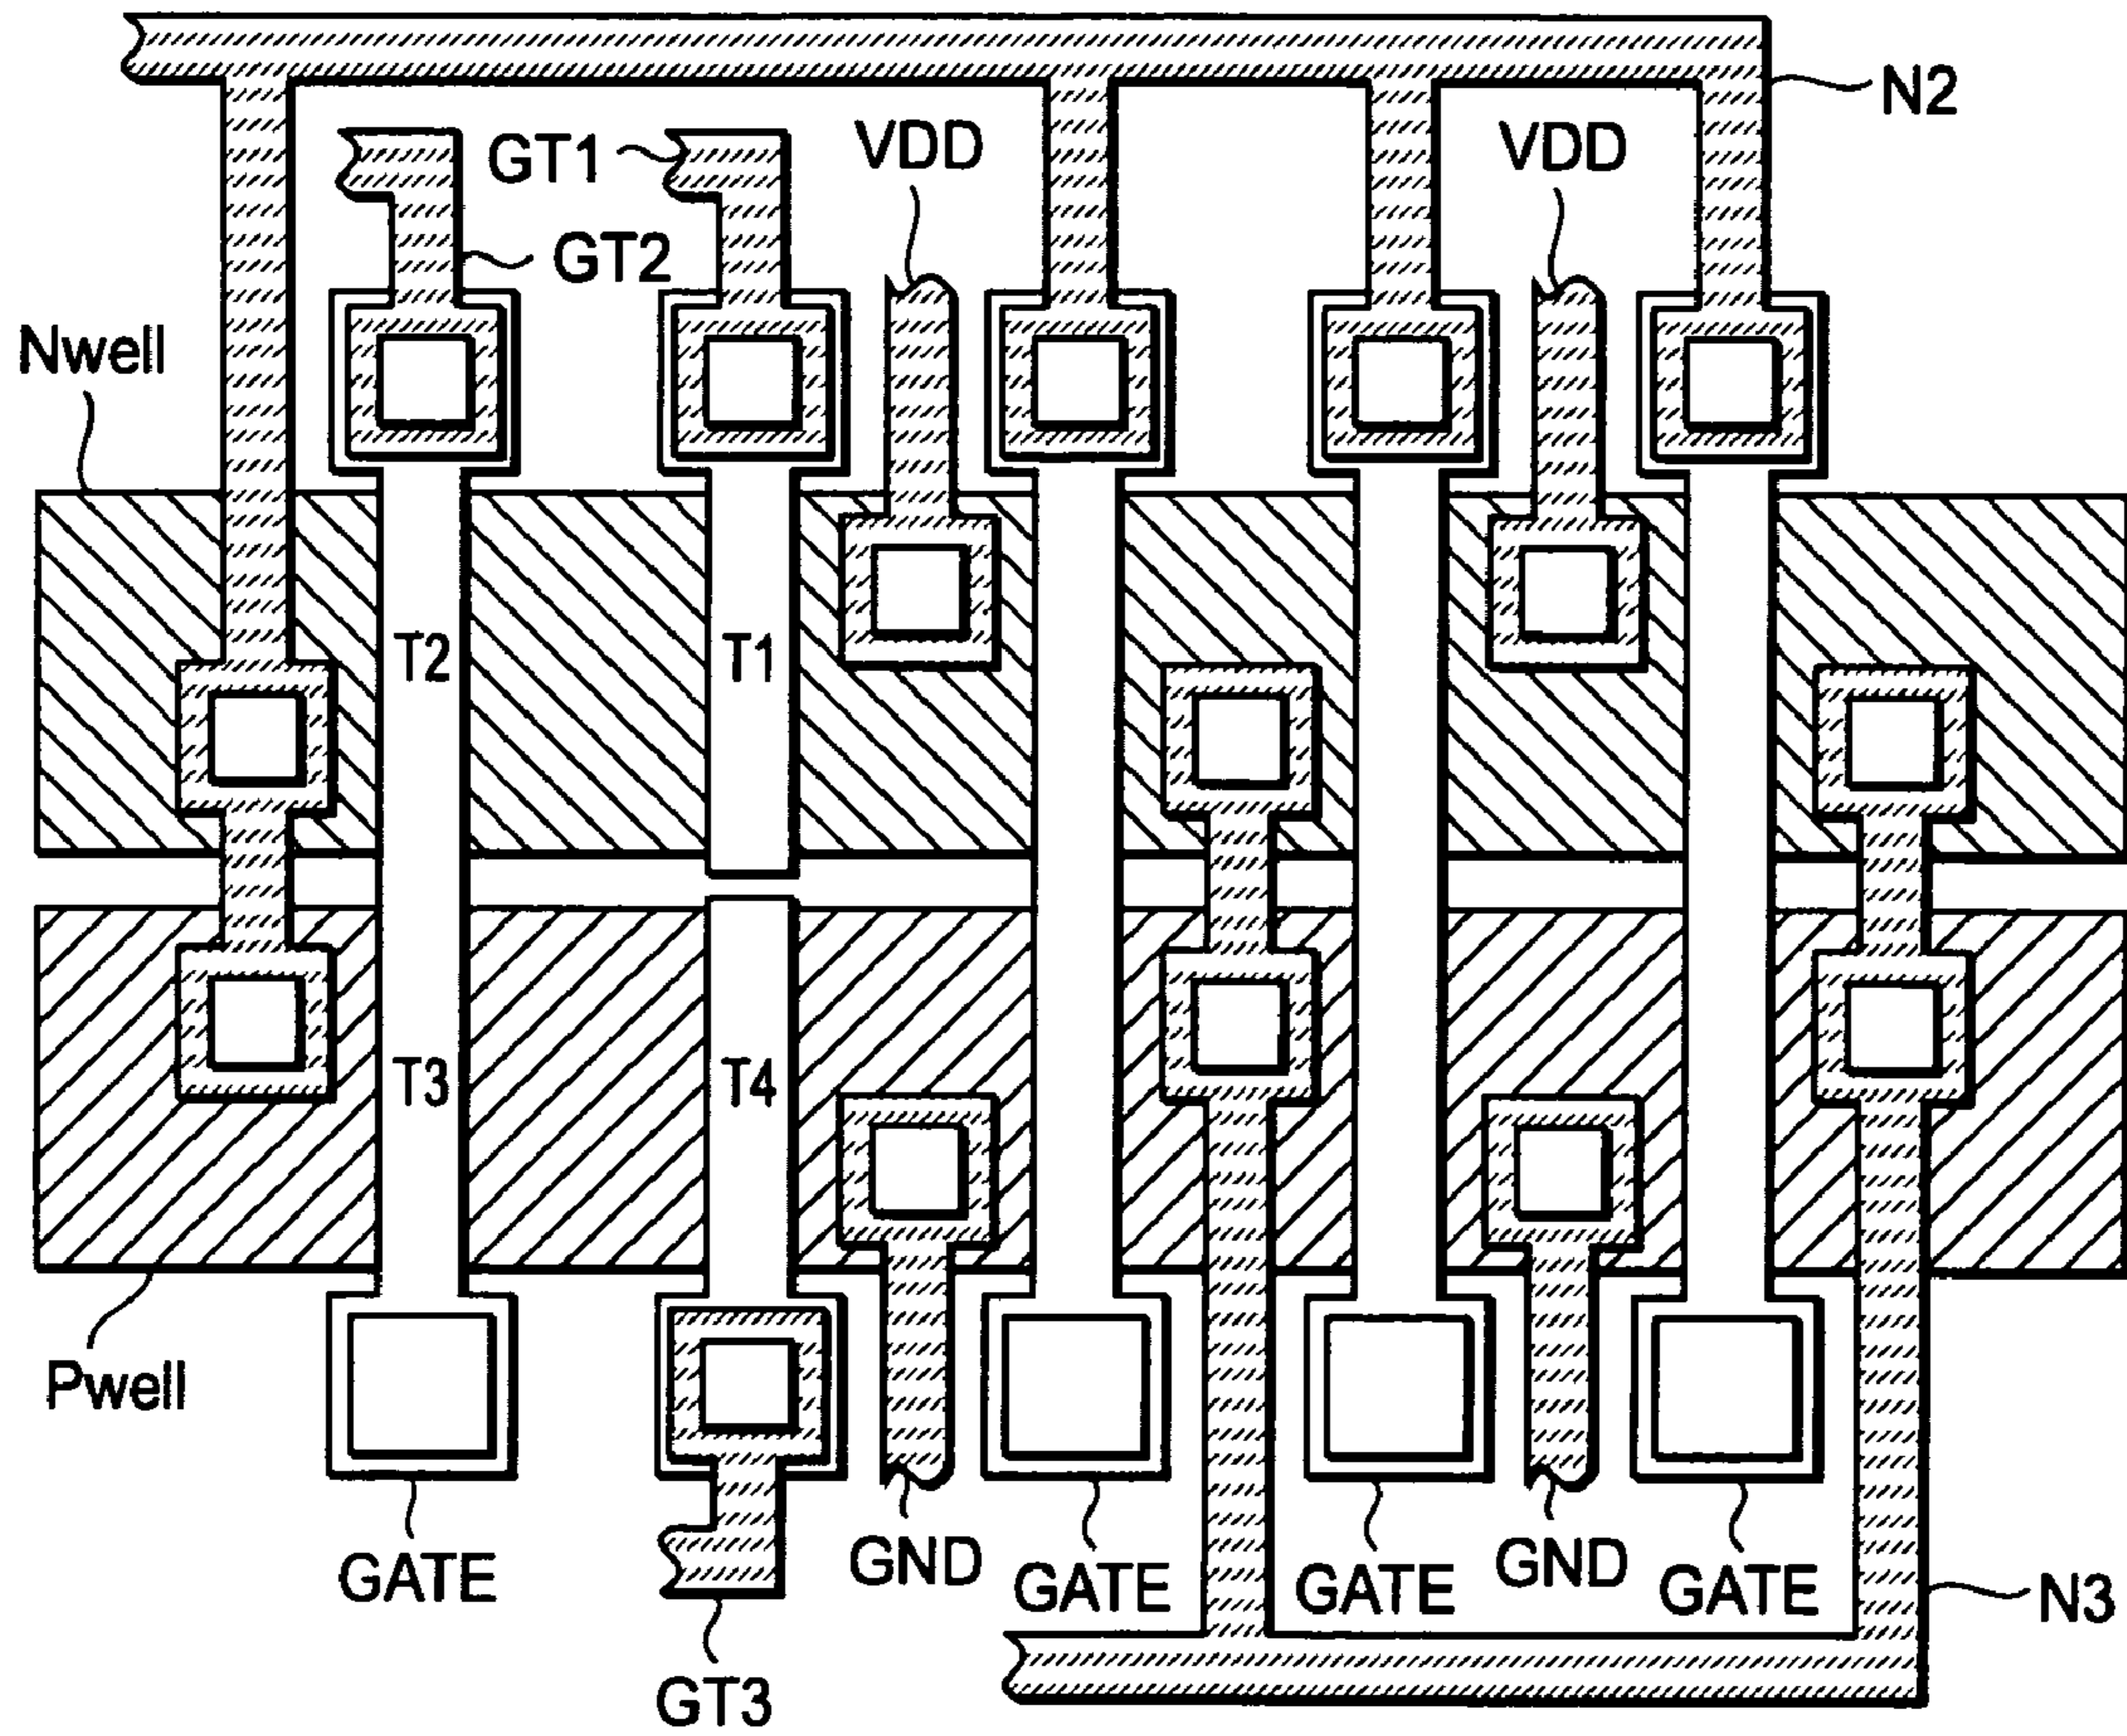 N2
GT1
VDD
VDD
GT2
Nwell
T2
T1
T3
T4
Pwell
GATE
GND
GATE
GATE
GND
GATE
N3
GT3